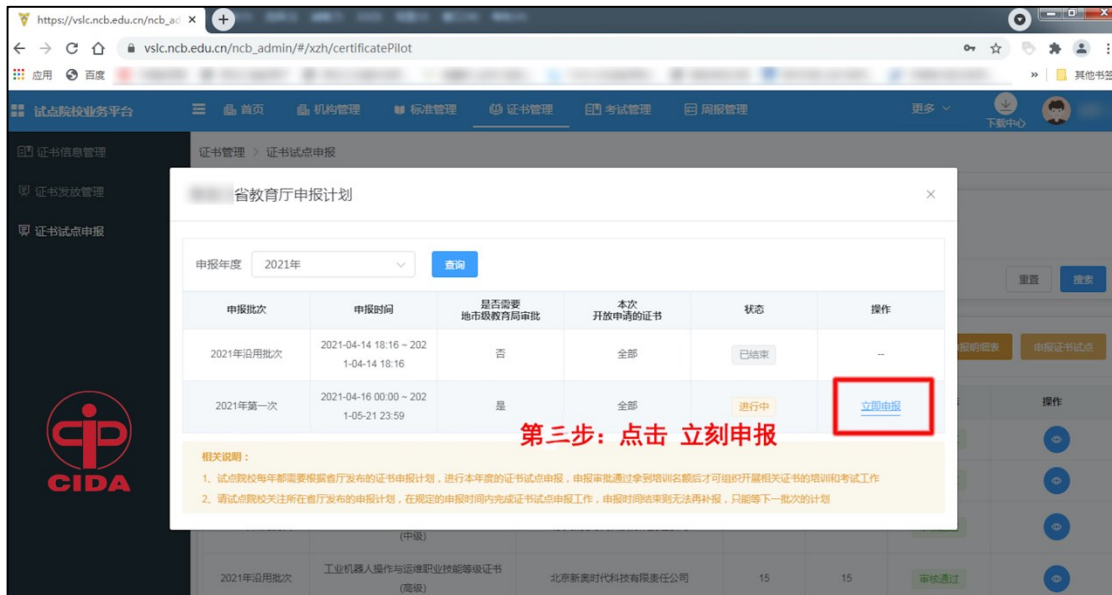 https://vslc.ncb.edu.cn/ncb_ad
vslc.ncb.edu.cn/ncb_admin/#/xzh/certificatePilot
应用 百度
其他书签
试点院校业务平台
首页 机构管理 标准管理 证书管理 考试管理 周报管理 更多 下载中心
证书信息管理
证书管理 > 证书试点申报
证书发放管理
证书试点申报
省教育厅申报计划
申报年度 2021年 查询
重置 搜索
申报批次 申报时间 是否需要地市级教育局审批 本次开放申请的证书 状态 操作
2021年沿用批次 2021-04-14 18:16 ~ 202
1-04-14 18:16 否 全部 已结束 --
报明细表 申报证书试点
2021年第一次 2021-04-16 00:00 ~ 202
1-05-21 23:59 是 全部 进行中 立即申报
操作
第三步：点击 立刻申报
相关说明：
1、试点院校每年都需要根据省厅发布的证书申报计划，进行本年度的证书试点申报，申报审批通过拿到培训名额后才可组织开展相关证书的培训和考试工作
2、请试点院校关注所在省厅发布的申报计划，在规定的申报时间内完成证书试点申报工作，申报时间结束则无法再补报，只能等下一批次的计划
CIDA
(中级)
2021年沿用批次 工业机器人操作与运维职业技能等级证书
(高级) 北京新奥时代科技有限责任公司 15 15 审核通过